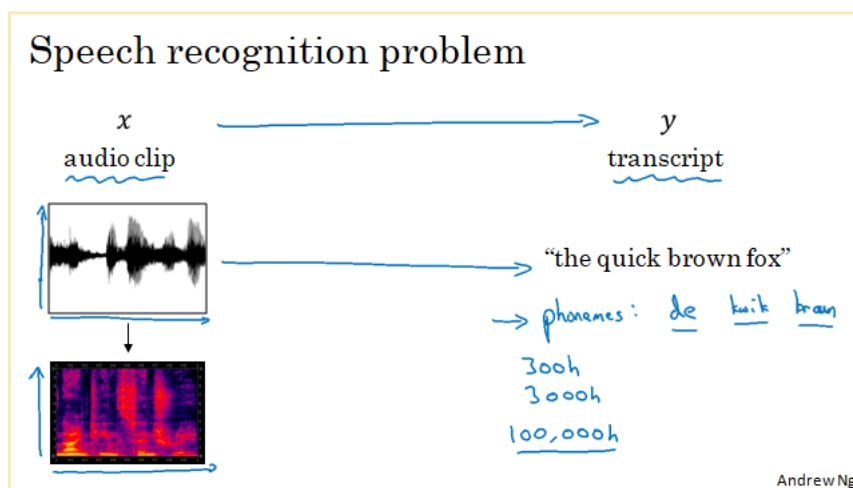 Speech recognition problem
x y
audio clip transcript
"the quick brown fox"
phonemes: de kwik braun
300h
3000h
100,000h
Andrew Ng